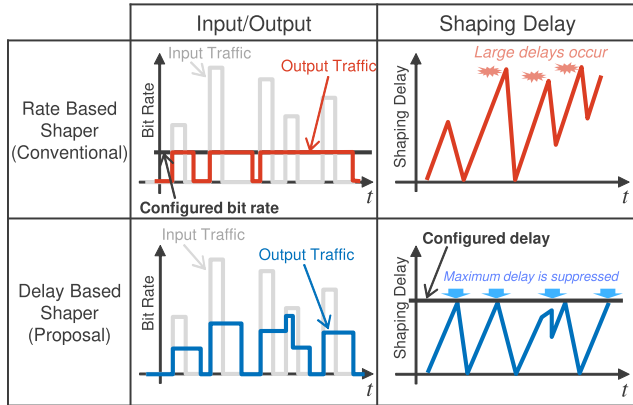 Input/Output
Shaping Delay
Rate Based
Shaper
(Conventional)
Input Traffic
Output Traffic
Bit Rate
Configured bit rate
t
Large delays occur
Shaping Delay
t
Delay Based
Shaper
(Proposal)
Input Traffic
Output Traffic
Bit Rate
t
Configured delay
Maximum delay is suppressed
Shaping Delay
t